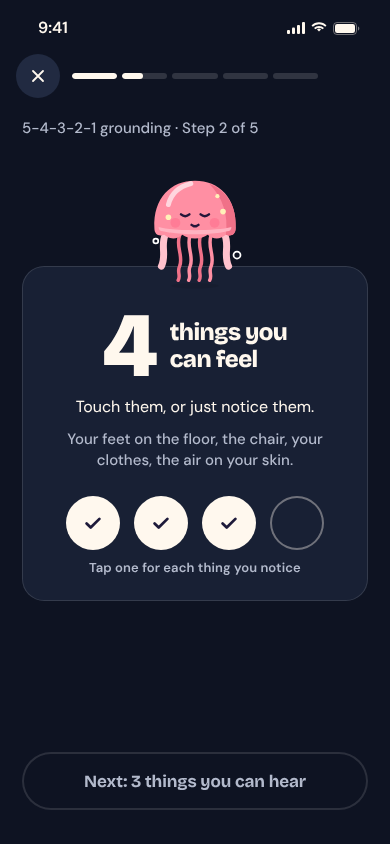 9:41
5-4-3-2-1 grounding · Step 2 of 5
4 things you
can feel
Touch them, or just notice them.
Your feet on the floor, the chair, your
clothes, the air on your skin.
Tap one for each thing you notice
Next: 3 things you can hear